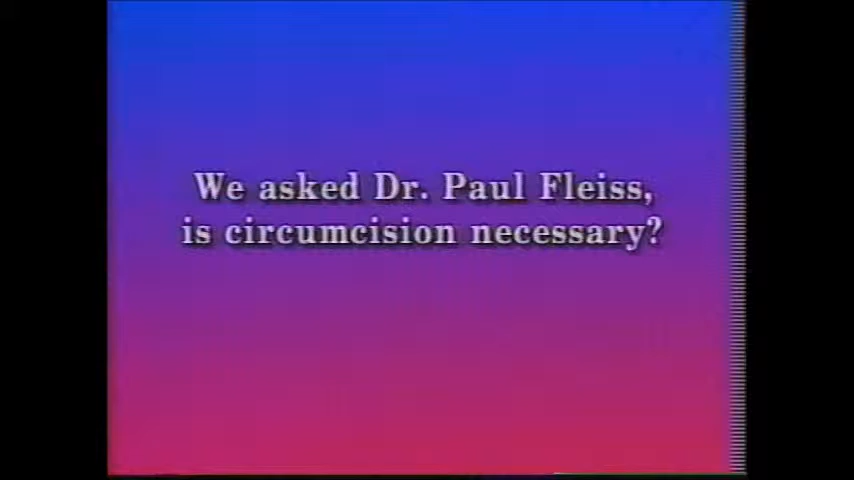 We asked Dr. Paul Fleiss,
is circumcision necessary?